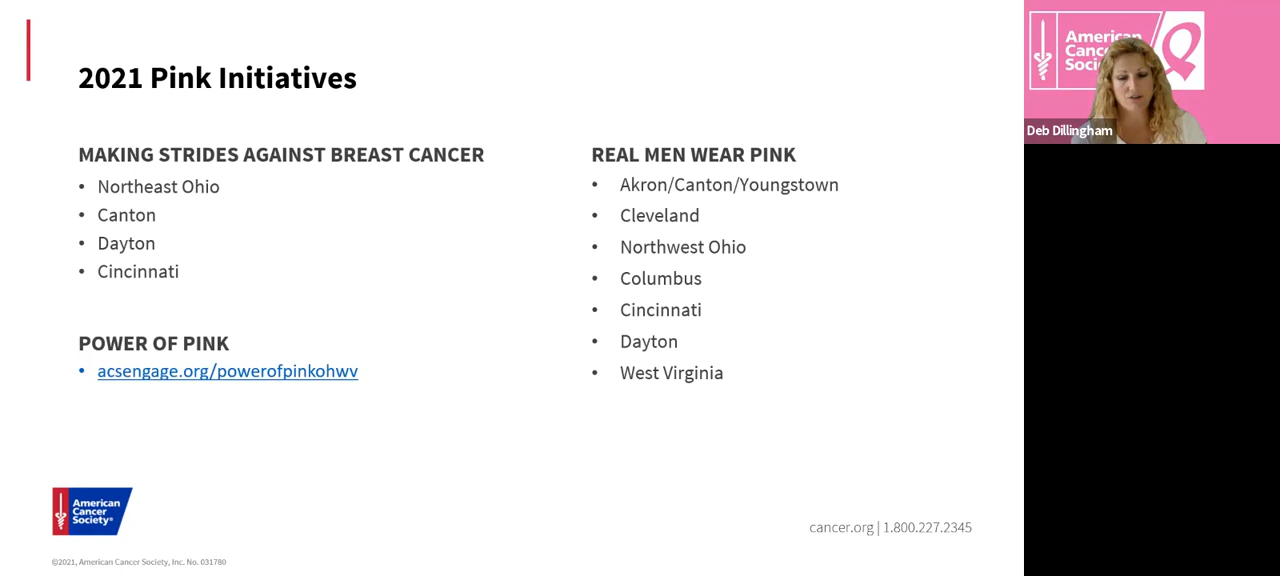 2021 Pink Initiatives
MAKING STRIDES AGAINST BREAST CANCER
• Northeast Ohio
• Canton
• Dayton
• Cincinnati
POWER OF PINK
• acsengage.org/powerofpinkohwv
REAL MEN WEAR PINK
• Akron/Canton/Youngstown
• Cleveland
• Northwest Ohio
• Columbus
• Cincinnati
• Dayton
• West Virginia
American
Cancer
Society®
cancer.org | 1.800.227.2345
©2021, American Cancer Society, Inc. No. 031780
American
Canc
Soci
Deb Dillingham